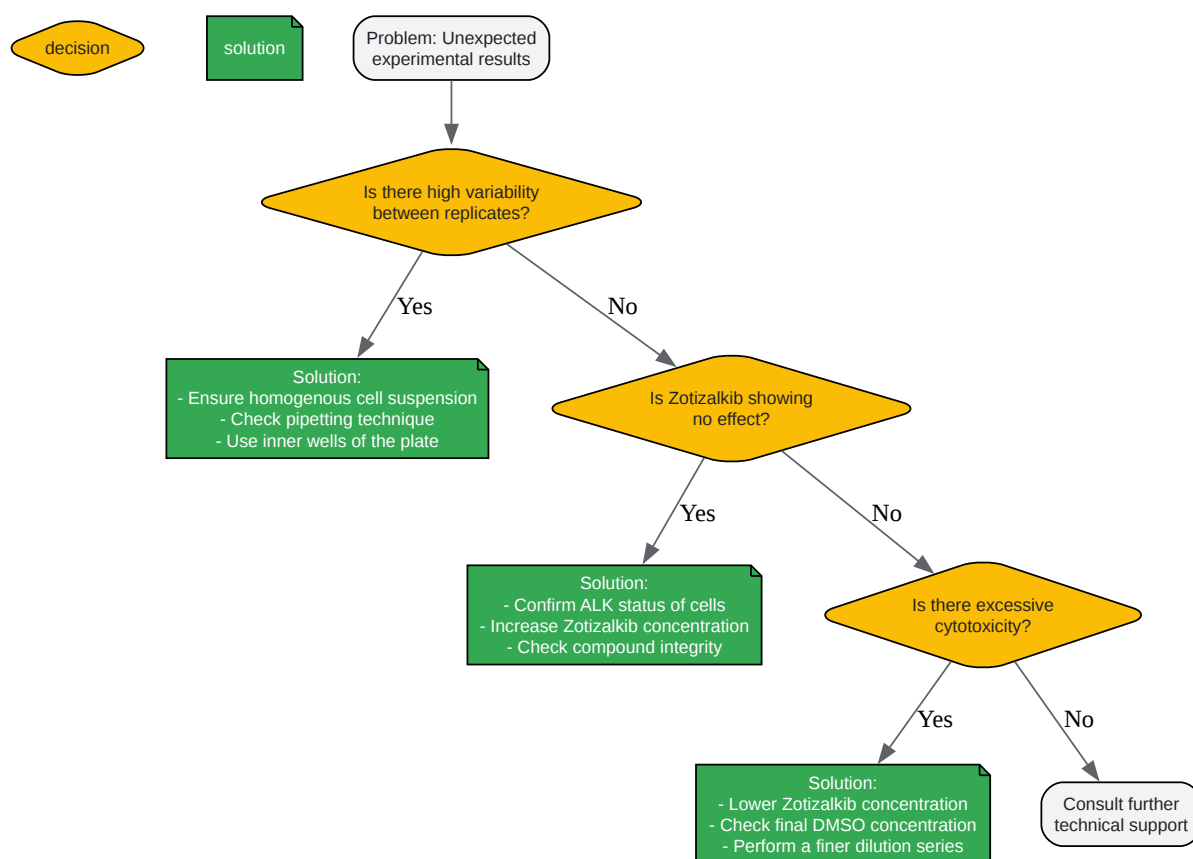 decision
solution
Problem: Unexpected
experimental results
Is there high variability
between replicates?
Yes
No
Solution:
- Ensure homogenous cell suspension
- Check pipetting technique
- Use inner wells of the plate
Is Zotizalkib showing
no effect?
Yes
No
Solution:
- Confirm ALK status of cells
- Increase Zotizalkib concentration
- Check compound integrity
Is there excessive
cytotoxicity?
Yes
No
Solution:
- Lower Zotizalkib concentration
- Check final DMSO concentration
- Perform a finer dilution series
Consult further
technical support